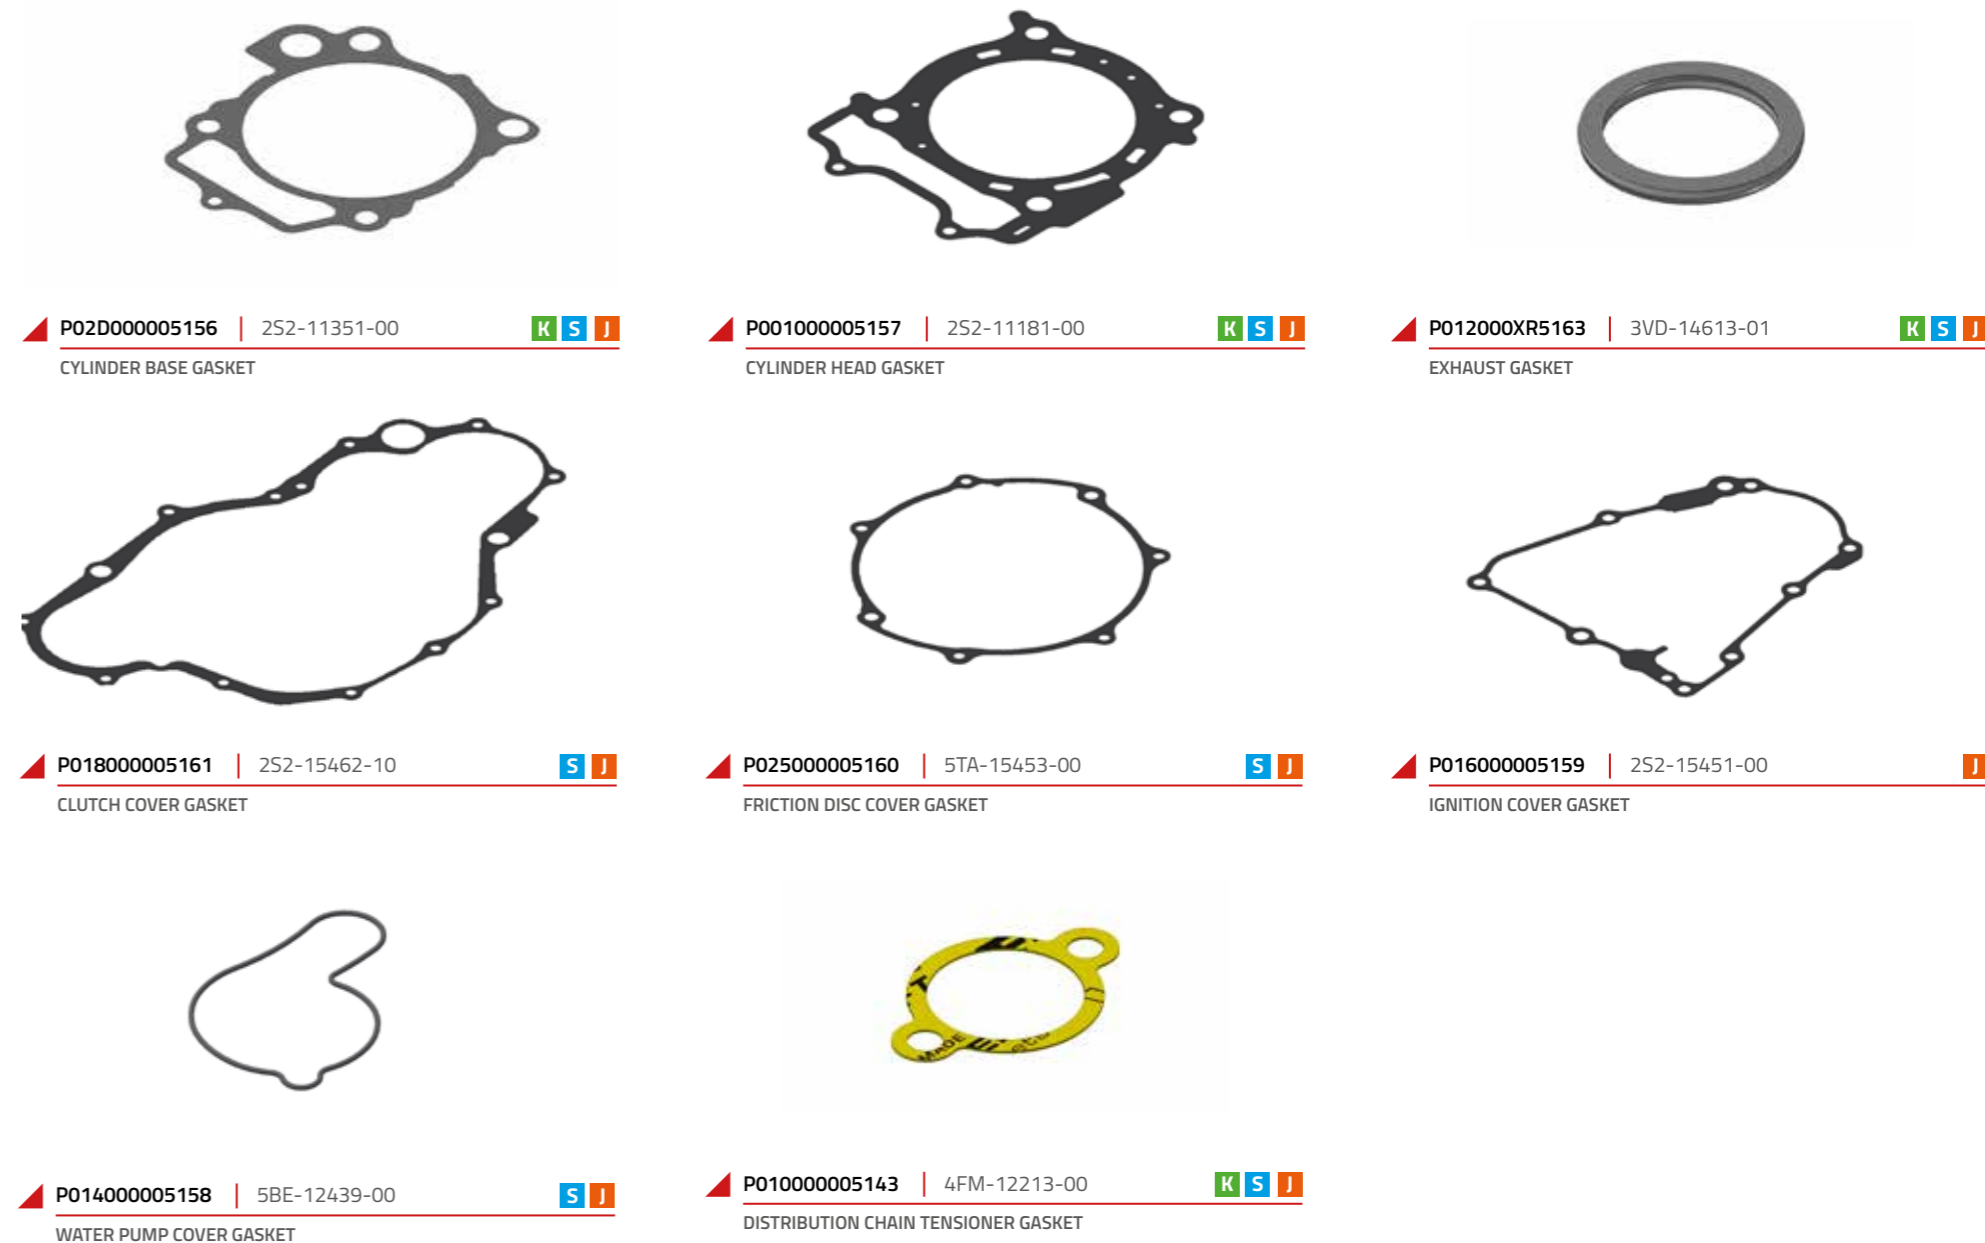 P02D000005156 | 2S2-11351-00 K S J
CYLINDER BASE GASKET
P001000005157 | 2S2-11181-00 K S J
CYLINDER HEAD GASKET
P012000XR5163 | 3VD-14613-01 K S J
EXHAUST GASKET
P018000005161 | 2S2-15462-10 S J
CLUTCH COVER GASKET
P025000005160 | 5TA-15453-00 S J
FRICTION DISC COVER GASKET
P016000005159 | 2S2-15451-00 J
IGNITION COVER GASKET
MADE
P014000005158 | 5BE-12439-00 S J
WATER PUMP COVER GASKET
P010000005143 | 4FM-12213-00 K S J
DISTRIBUTION CHAIN TENSIONER GASKET